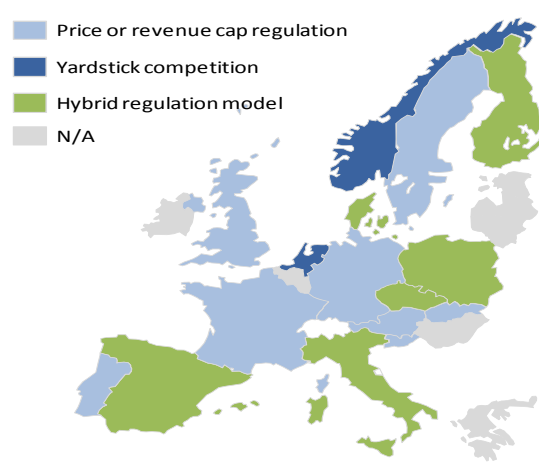 Price or revenue cap regulation
Yardstick competition
Hybrid regulation model
N/A